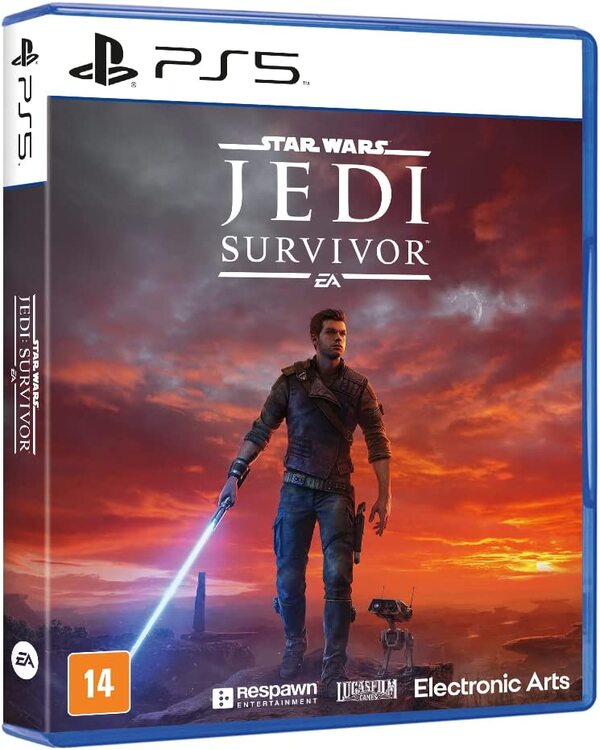 PS5
PS5
STAR WARS
JEDI
SURVIVOR™
EA
STAR WARS
JEDI: SURVIVOR
EA
EA
14
Respawn
ENTERTAINMENT
LUCASFILM
GAMES
Electronic Arts